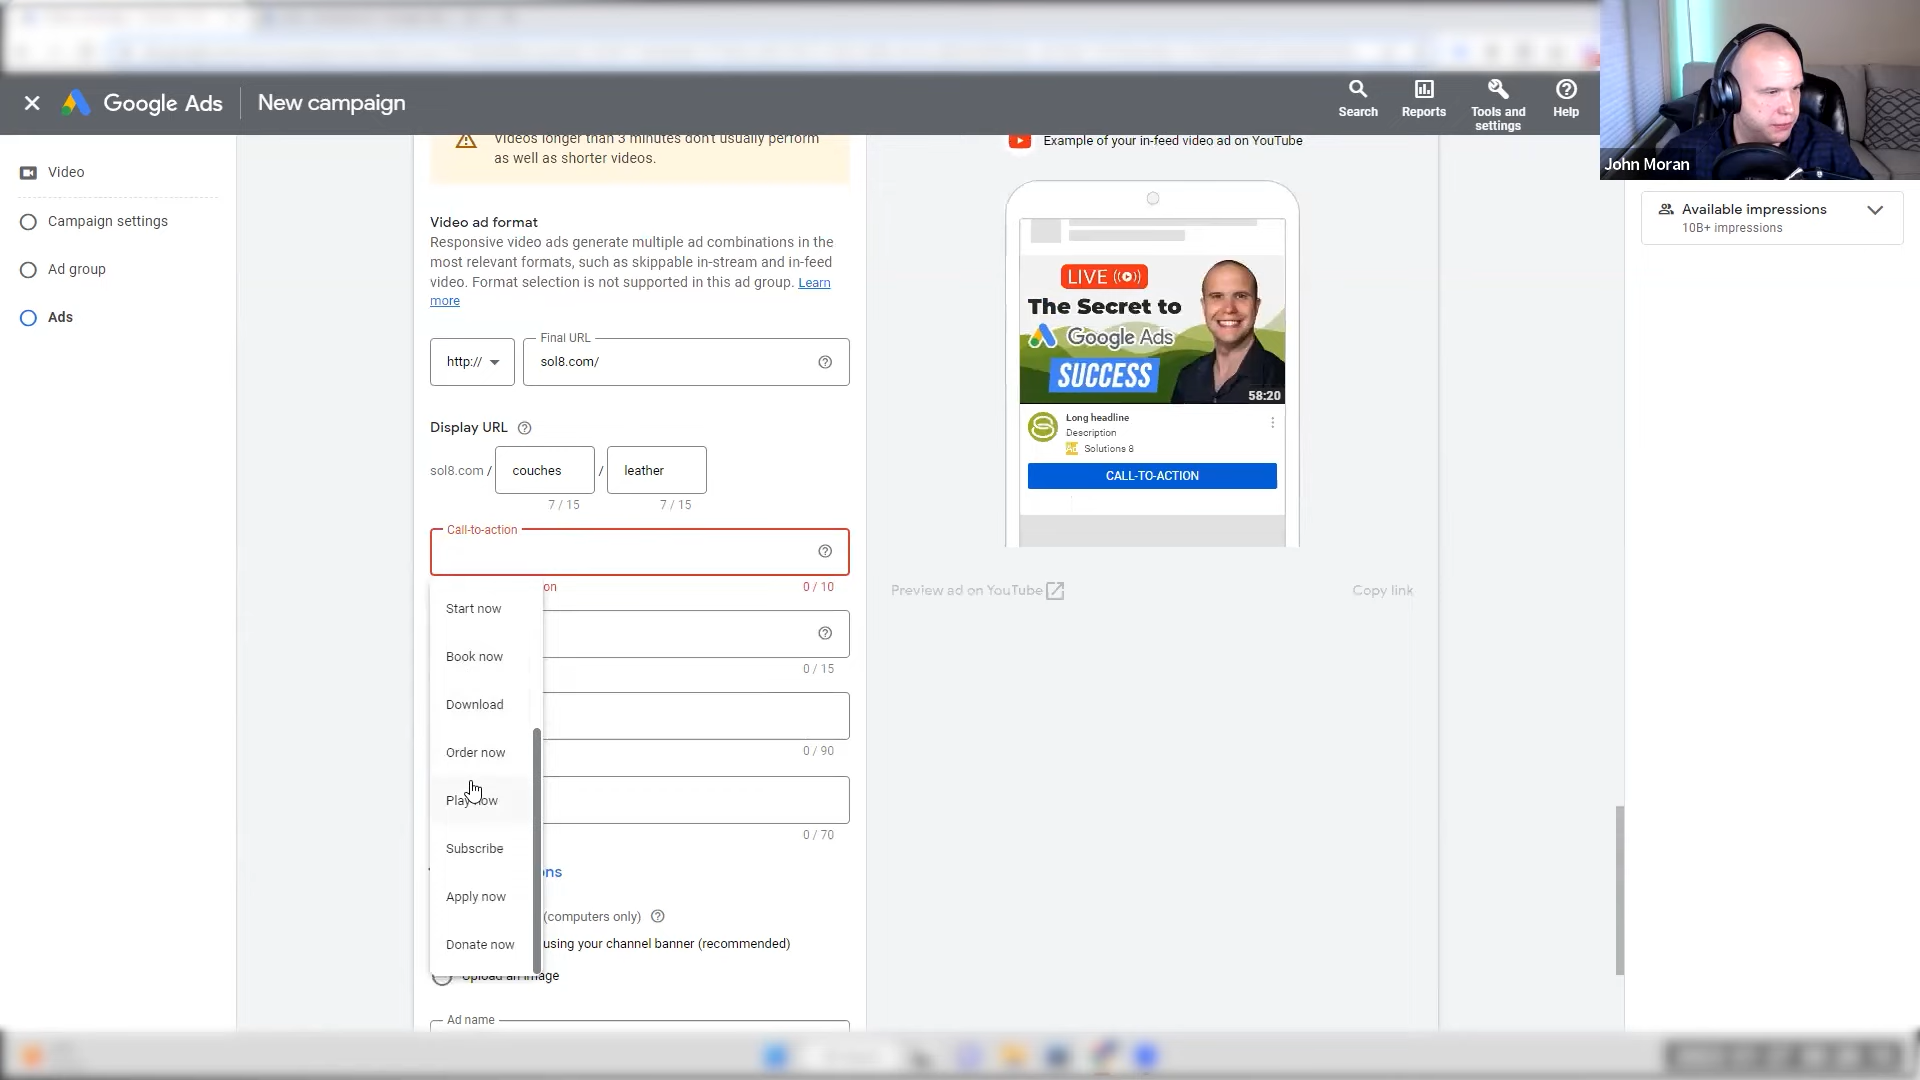 Google Ads
New campaign
Search
Reports
Tools and
settings
Help
John Moran
Video
Campaign settings
Ad group
Ads
Videos longer than 3 minutes don't usually perform
as well as shorter videos.
Video ad format
Responsive video ads generate multiple ad combinations in the
most relevant formats, such as skippable in-stream and in-feed
video. Format selection is not supported in this ad group. Learn
more
Final URL
http://
sol8.com/
Display URL
sol8.com /
couches
/
leather
7 / 15
7 / 15
Call-to-action
on
0 / 10
Start now
Book now
0 / 15
Download
Order now
0 / 90
Play now
0 / 70
Subscribe
ons
Apply now
(computers only)
Donate now
using your channel banner (recommended)
Upload an image
Ad name
Example of your in-feed video ad on YouTube
LIVE
The Secret to
Google Ads
SUCCESS
58:20
Long headline
Description
Ad
Solutions 8
CALL-TO-ACTION
Preview ad on YouTube
Copy link
Available impressions
10B+ impressions